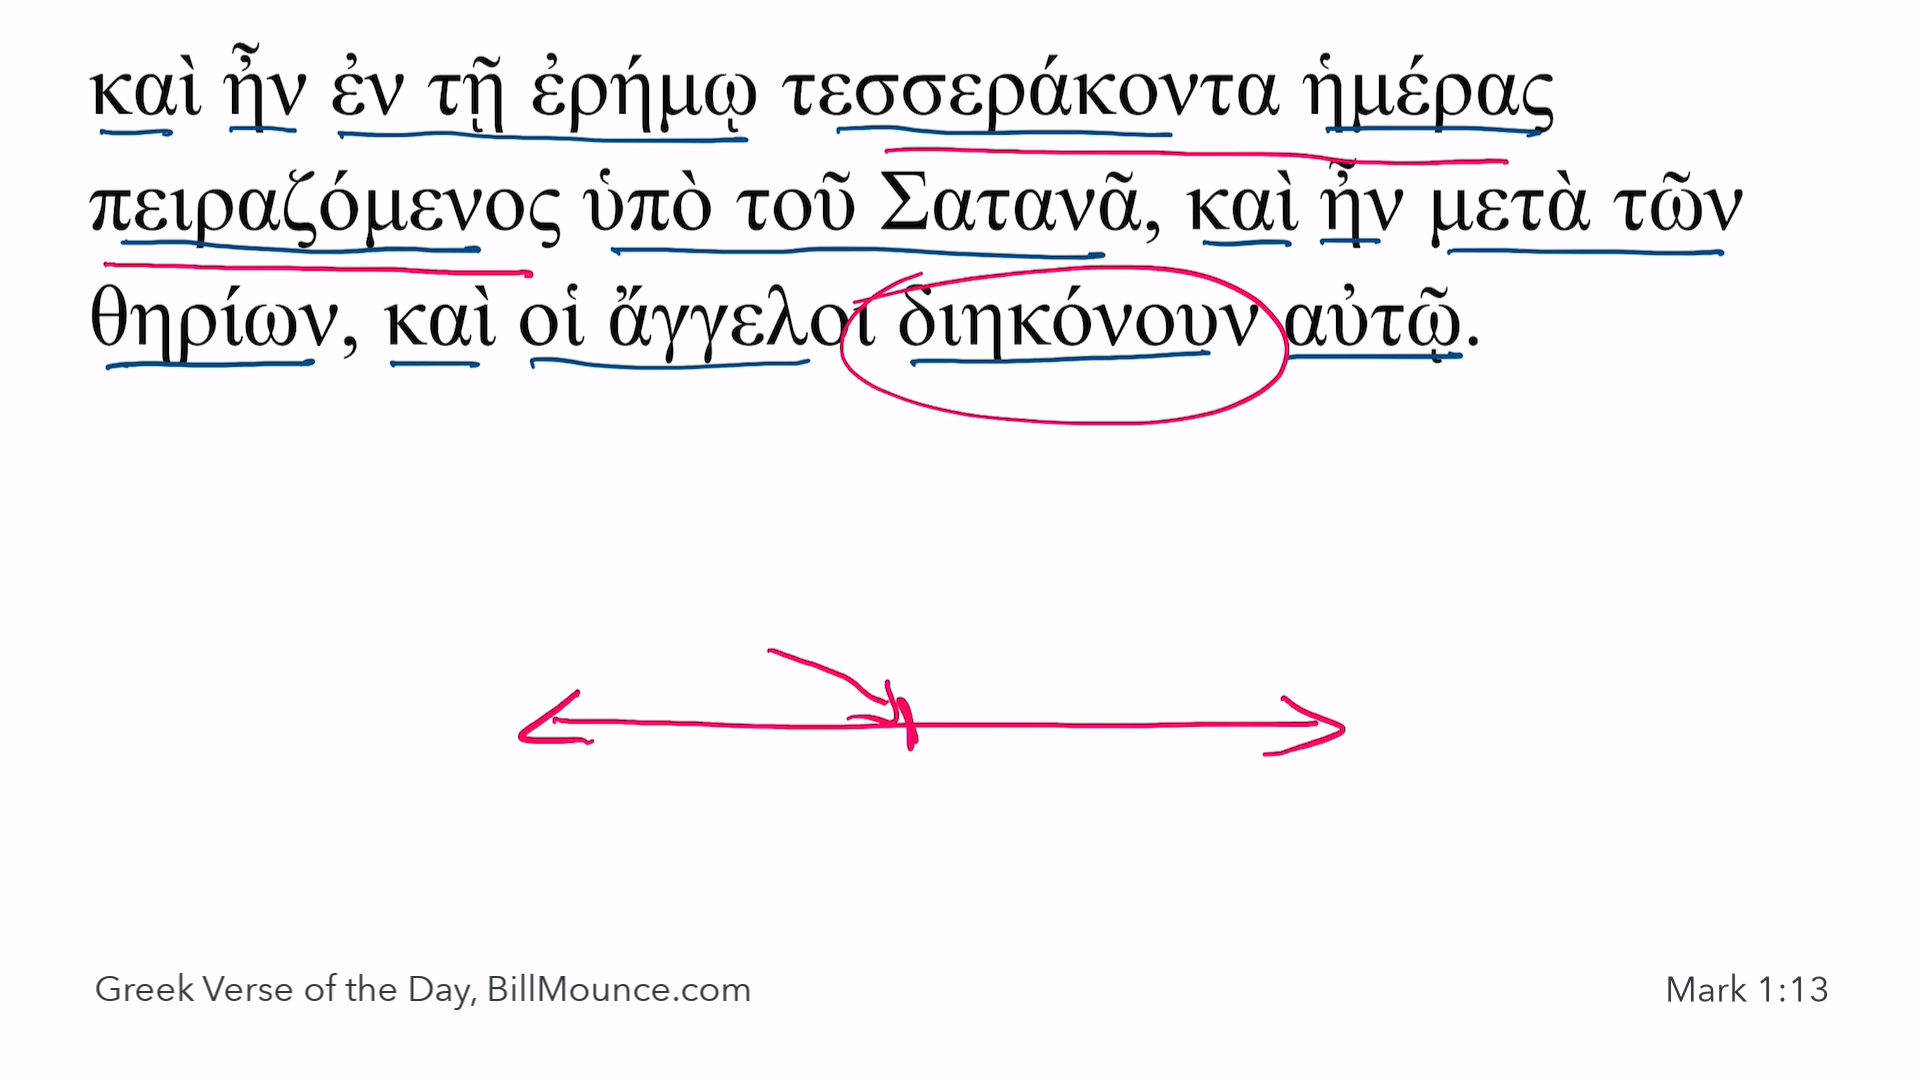 καὶ ἦν ἐν τῇ ἐρήμῳ τεσσεράκοντα ἡμέρας
πειραζόμενος ὑπὸ τοῦ Σατανᾶ, καὶ ἦν μετὰ τῶν
θηρίων, καὶ οἱ ἄγγελοι διηκόνουν αὐτῷ.
Greek Verse of the Day, BillMounce.com
Mark 1:13